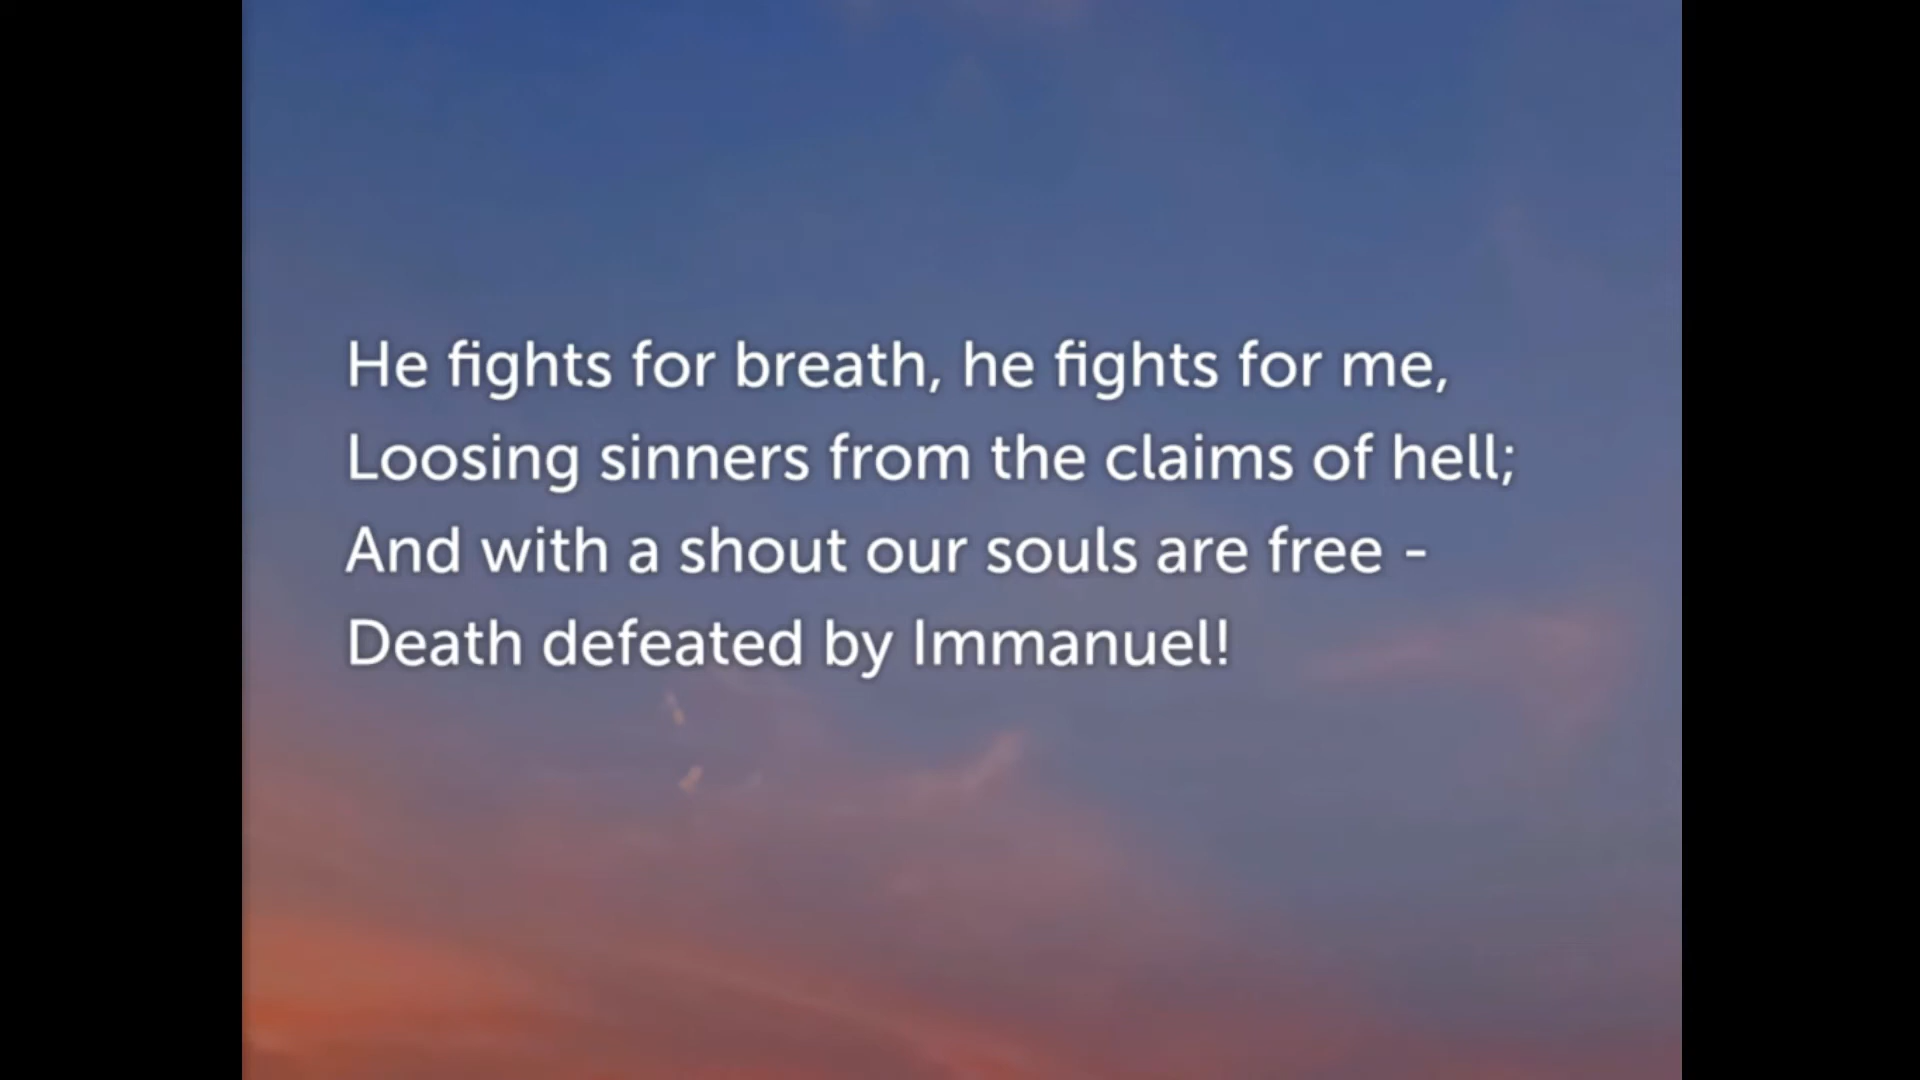 He fights for breath, he fights for me,
Loosing sinners from the claims of hell;
And with a shout our souls are free -
Death defeated by Immanuel!